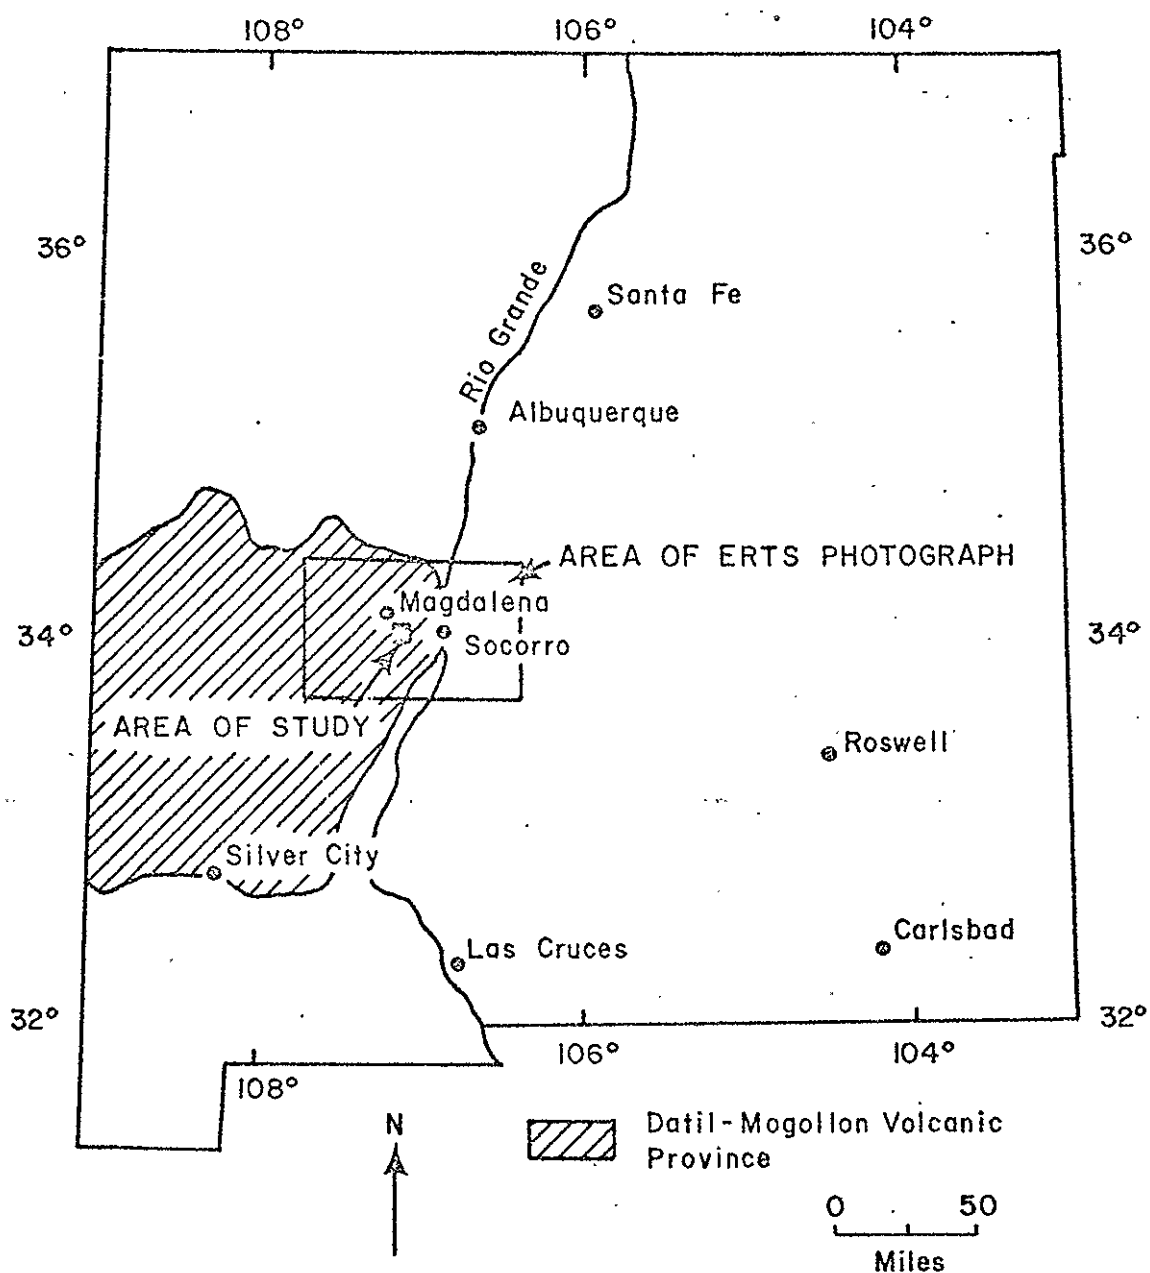 108° 106° 104°
36° 36°
Santa Fe
Rio Grande
Albuquerque
AREA OF ERTS PHOTOGRAPH
Magdalena
34° 34°
Socorro
AREA OF STUDY
Roswell
Silver City
Carlsbad
Las Cruces
32° 32°
106° 104°
108°
N
Datil-Mogollon Volcanic
Province
0 50
Miles